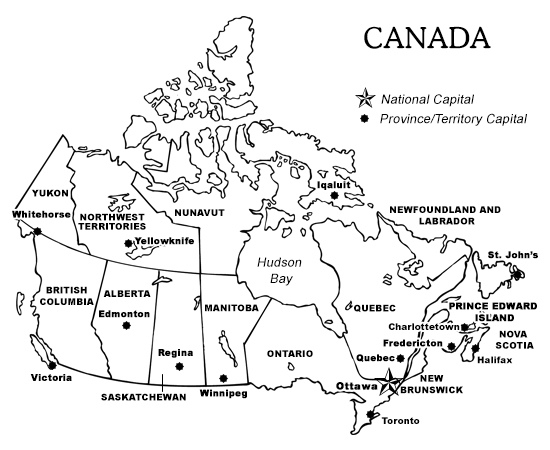 CANADA
National Capital
Province/Territory Capital
Iqaluit
YUKON
Whitehorse
NORTHWEST
TERRITORIES
NUNAVUT
NEWFOUNDLAND AND
LABRADOR
Yellowknife
St. John's
Hudson
Bay
BRITISH
COLUMBIA
ALBERTA
Edmonton
MANITOBA
QUEBEC
PRINCE EDWARD
ISLAND
Charlottetown
NOVA
SCOTIA
Fredericton
Regina
ONTARIO
Quebec
Halifax
Victoria
Ottawa
NEW
BRUNSWICK
SASKATCHEWAN
Winnipeg
Toronto